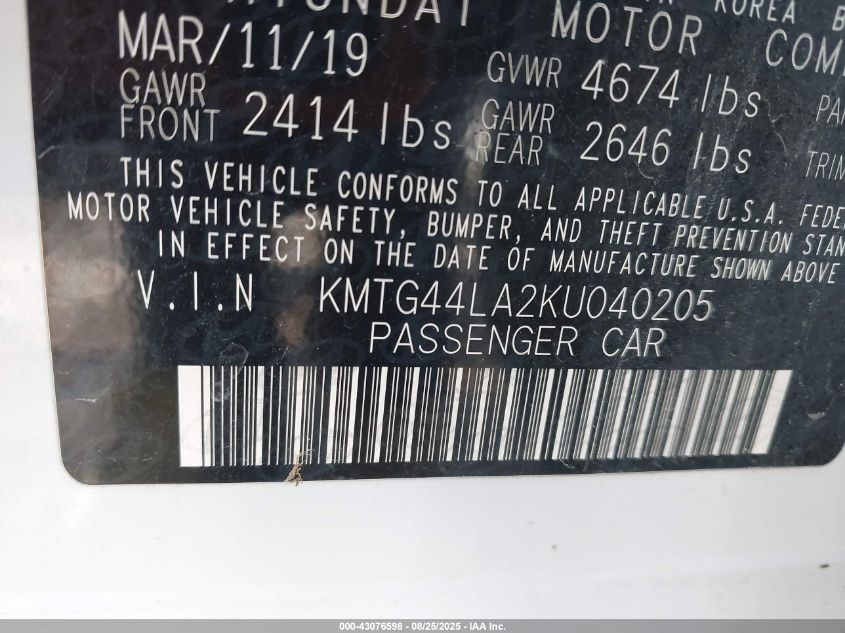 HYUNDAI MOTOR KOREA
MAR/11/19 GVWR 4674 lbs
GAWR FRONT 2414 lbs GAWR REAR 2646 lbs
THIS VEHICLE CONFORMS TO ALL APPLICABLE U.S.A.
MOTOR VEHICLE SAFETY, BUMPER, AND THEFT PREVENTION
IN EFFECT ON THE DATE OF MANUFACTURE SHOWN ABOVE
V.I.N KMTG44LA2KU040205
PASSENGER CAR
000-43076598 - 08/25/2025 - IAA Inc.